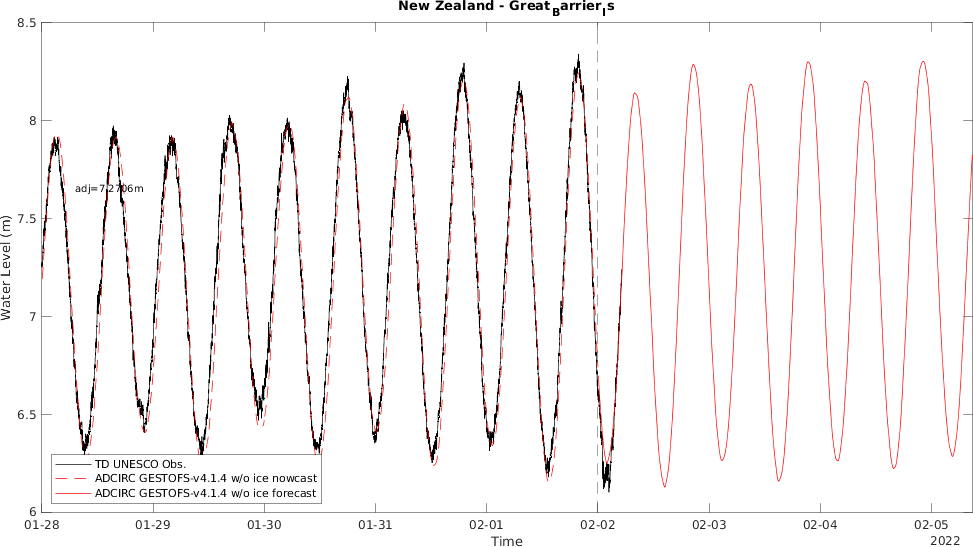 New Zealand - Great_Barrier_Is
8.5
8
7.5
7
6.5
6
Water Level (m)
adj=7.2706m
TD UNESCO Obs.
ADCIRC GESTOFS-v4.1.4 w/o ice nowcast
ADCIRC GESTOFS-v4.1.4 w/o ice forecast
01-28 01-29 01-30 01-31 02-01 02-02 02-03 02-04 02-05
Time
2022